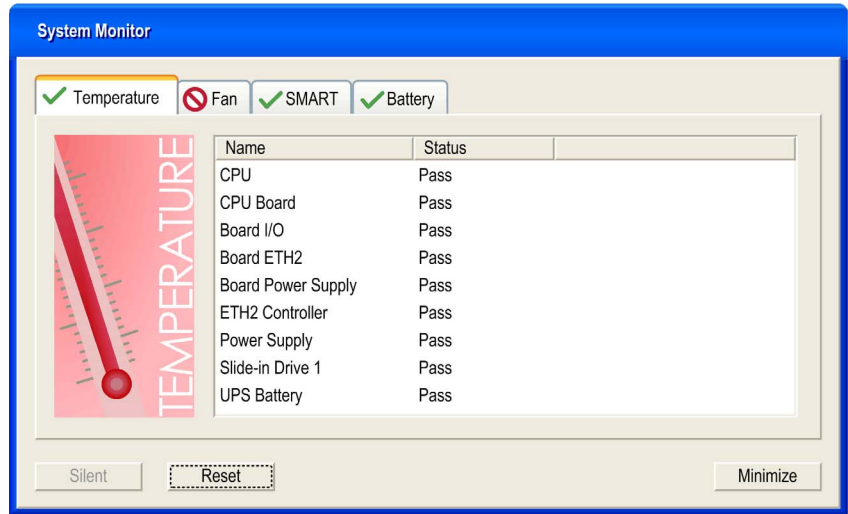 System Monitor
Temperature Fan SMART Battery
TEMPERATURE
Name Status
CPU Pass
CPU Board Pass
Board I/O Pass
Board ETH2 Pass
Board Power Supply Pass
ETH2 Controller Pass
Power Supply Pass
Slide-in Drive 1 Pass
UPS Battery Pass
Silent Reset Minimize